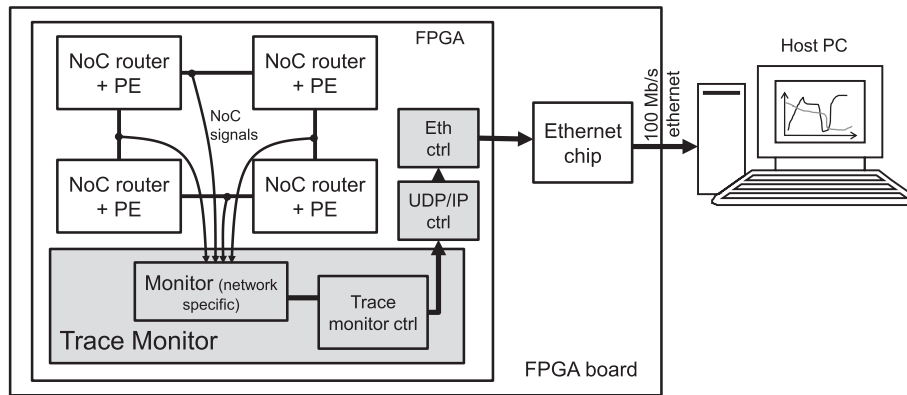 FPGA
NoC router
+ PE
NoC router
+ PE
NoC
signals
NoC router
+ PE
NoC router
+ PE
Eth
ctrl
UDP/IP
ctrl
Ethernet
chip
100 Mb/s
ethernet
Host PC
Monitor (network
specific)
Trace
monitor ctrl
Trace Monitor
FPGA board